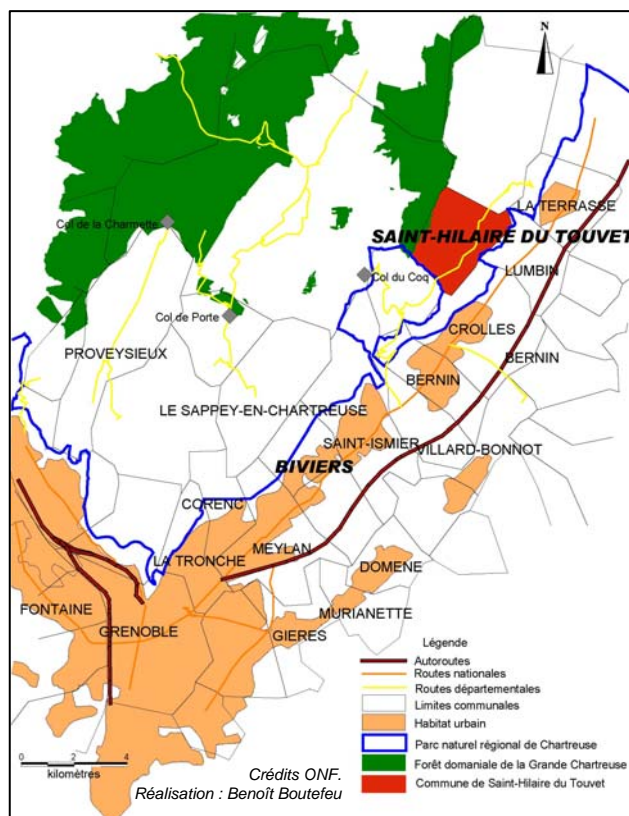 N
Col de la Charmette
LA TERRASSE
SAINT-HILAIRE DU TOUVET
LUMBIN
Col du Coq
Col de Porte
CROLLES
PROVEYSIEUX
BERNIN
BERNIN
LE SAPPEY-EN-CHARTREUSE
SAINT-ISMIER
VILLARD-BONNOT
BIVIERS
CORENC
MEYLAN
LA TRONCHE
DOMENE
FONTAINE
MURIANETTE
GRENOBLE
GIERES
Légende
Autoroutes
Routes nationales
Routes départementales
Limites communales
Habitat urbain
Parc naturel régional de Chartreuse
Forêt domaniale de la Grande Chartreuse
Commune de Saint-Hilaire du Touvet
0 2 4
kilomètres
Crédits ONF.
Réalisation : Benoît Boutefeu